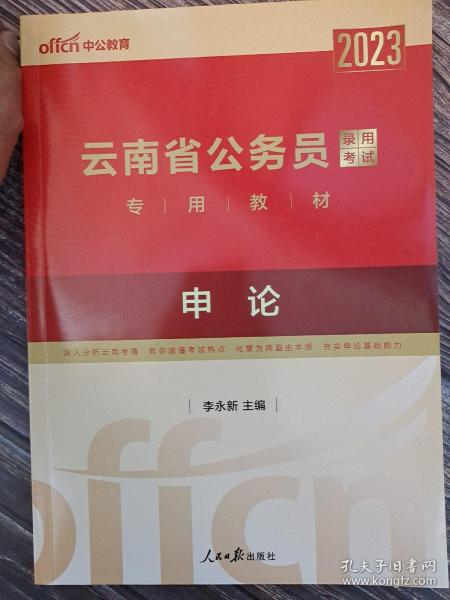 offcn 中公教育
2023
云南省公务员 录用考试
专 用 教 材
申 论
深入分析云南考情 教你读懂考试热点 化繁为简直击本质 夯实申论基础能力
李永新 主编
offcn
人民日报出版社
孔夫子旧书网
www.kongfz.com